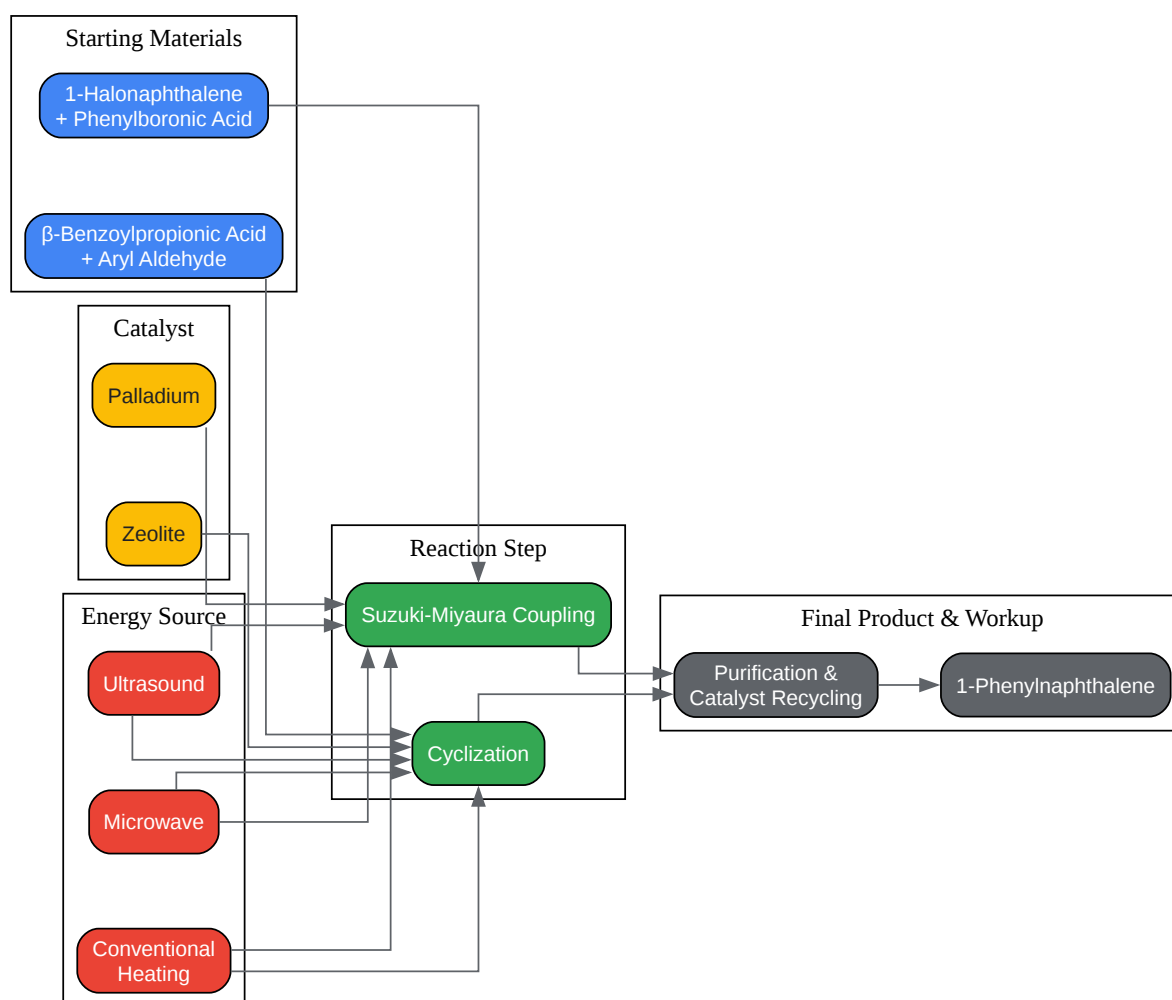 Starting Materials
1-Halonaphthalene
+ Phenylboronic Acid
β-Benzoylpropionic Acid
+ Aryl Aldehyde
Catalyst
Palladium
Zeolite
Energy Source
Ultrasound
Microwave
Conventional
Heating
Reaction Step
Suzuki-Miyaura Coupling
Cyclization
Final Product & Workup
Purification &
Catalyst Recycling
1-Phenylnaphthalene